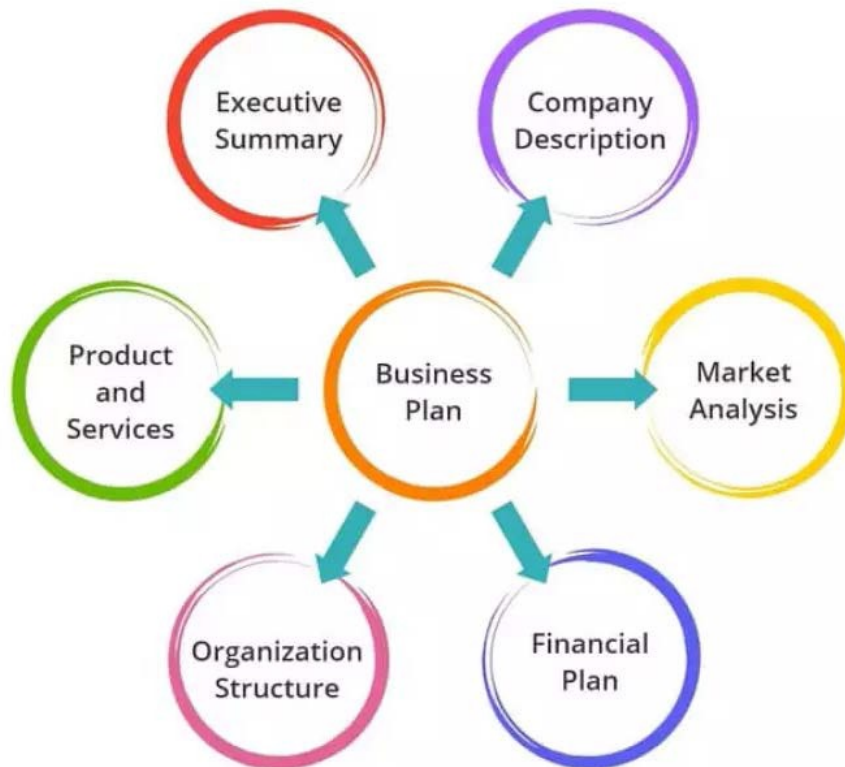 Executive
Summary
Company
Description
Product
and
Services
Business
Plan
Market
Analysis
Organization
Structure
Financial
Plan